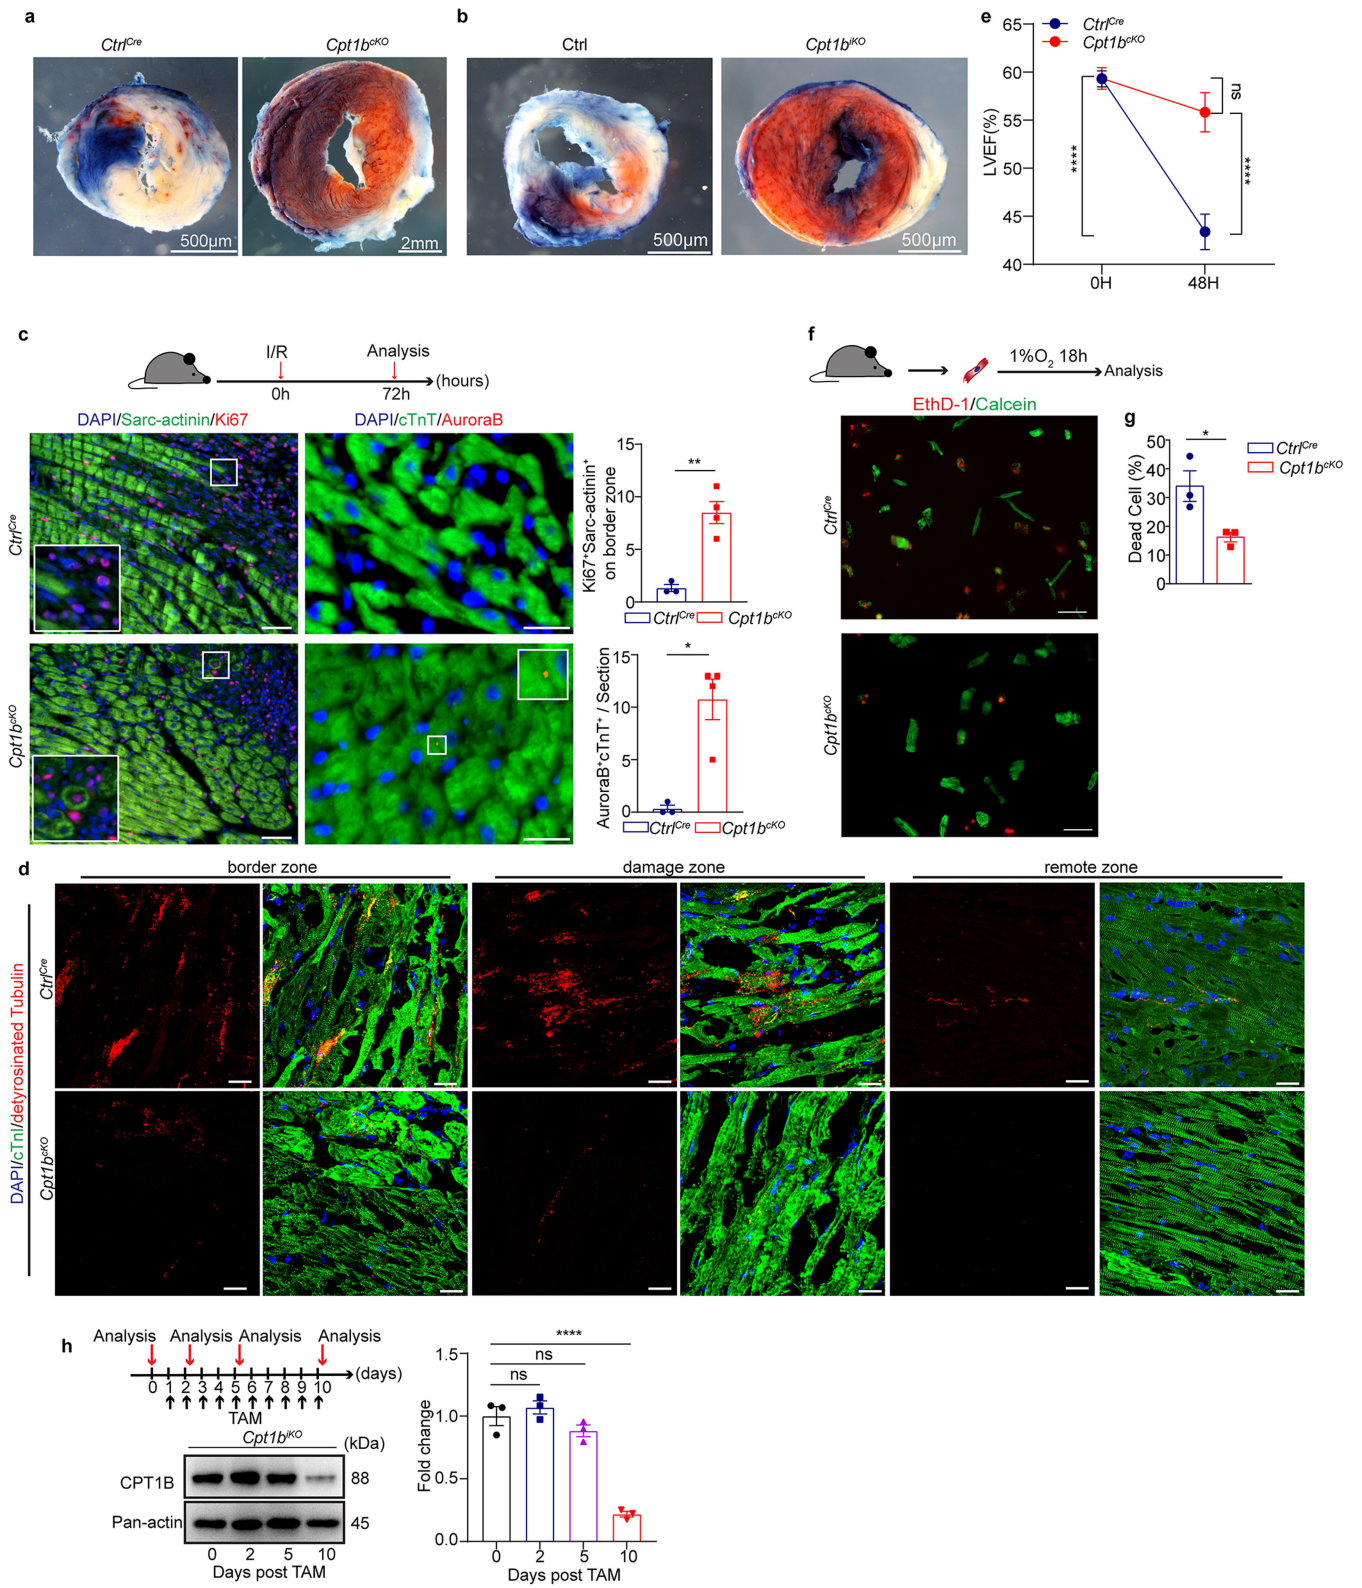 a
Ctrl^Cre
Cpt1b^cKO
500μm
2mm
b
Ctrl
Cpt1b^iKO
500μm
500μm
e
65
60
55
50
45
40
LVEF(%)
Ctrl^Cre
Cpt1b^cKO
****
ns
****
0H
48H
c
I/R
Analysis
0h
72h
(hours)
DAPI/Sarc-actinin/Ki67
DAPI/cTnT/AuroraB
Ctrl^Cre
Cpt1b^cKO
Ki67⁺Sarc-actinin⁺
on border zone
15
10
5
0
**
Ctrl^Cre
Cpt1b^cKO
AuroraB⁺cTnT⁺ / Section
15
10
5
0
*
Ctrl^Cre
Cpt1b^cKO
f
1%O₂ 18h
Analysis
EthD-1/Calcein
Ctrl^Cre
Cpt1b^cKO
g
Dead Cell (%)
50
40
30
20
10
0
*
Ctrl^Cre
Cpt1b^cKO
d
border zone
damage zone
remote zone
DAPI/cTnI/detyrosinated Tubulin
Ctrl^Cre
Cpt1b^cKO
h
Analysis Analysis Analysis Analysis
(days)
0 1 2 3 4 5 6 7 8 9 10
TAM
Cpt1b^iKO
(kDa)
CPT1B
88
Pan-actin
45
0 2 5 10
Days post TAM
Fold change
1.5
1.0
0.5
0.0
****
ns
ns
0 2 5 10
Days post TAM